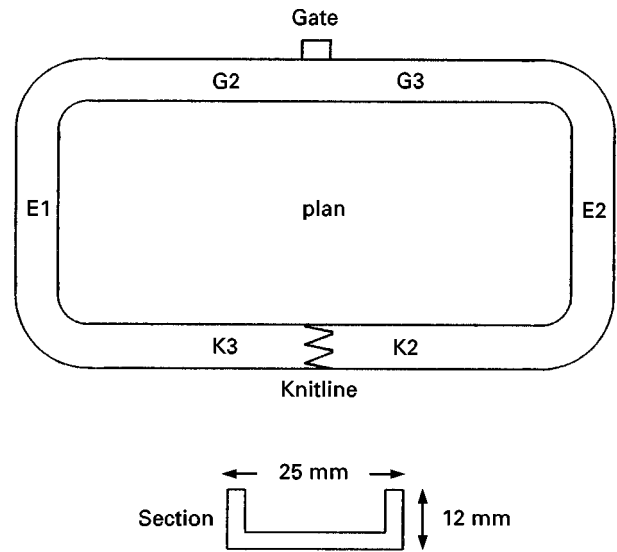 Gate
G2 G3
E1 plan E2
K3 K2
Knitline
25 mm
Section 12 mm